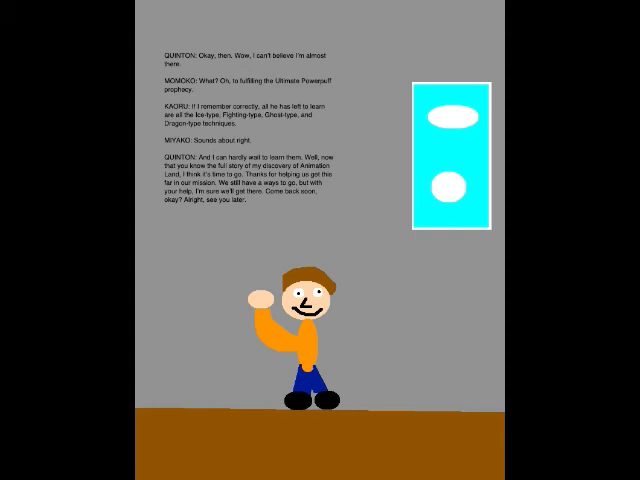 QUINTON: Okay, then. Wow, I can't believe I'm almost
there.
MOMOKO: What? Oh, to fulfilling the Ultimate Powerpuff
prophecy.
KAORU: If I remember correctly, all he has left to learn
are all the Ice-type, Fighting-type, Ghost-type, and
Dragon-type techniques.
MIYAKO: Sounds about right.
QUINTON: And I can hardly wait to learn them. Well, now
that you know the full story of my discovery of Animation
Land, I think it's time to go. Thanks for helping us get this
far in our mission. We still have a ways to go, but with
your help, I'm sure we'll get there. Come back soon,
okay? Alright, see you later.